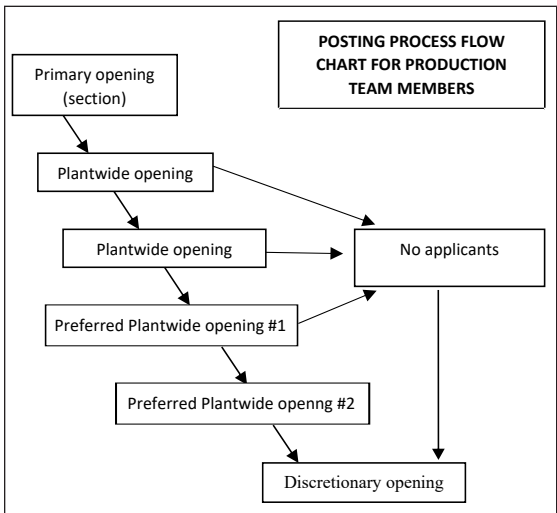 POSTING PROCESS FLOW
CHART FOR PRODUCTION
TEAM MEMBERS
Primary opening
(section)
Plantwide opening
Plantwide opening
No applicants
Preferred Plantwide opening #1
Preferred Plantwide openng #2
Discretionary opening